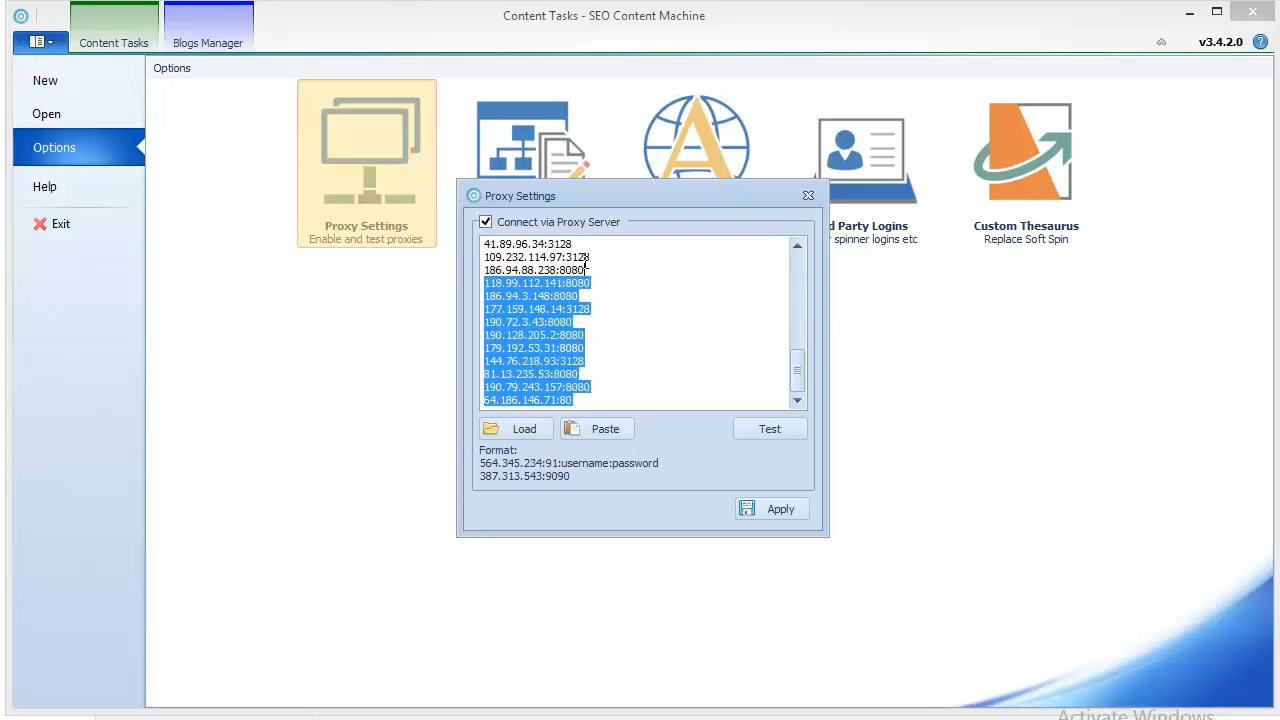 Content Tasks - SEO Content Machine
Content Tasks
Blogs Manager
v3.4.2.0
New
Open
Options
Help
Exit
Options
Proxy Settings
Enable and test proxies
d Party Logins
spinner logins etc
Custom Thesaurus
Replace Soft Spin
Proxy Settings
Connect via Proxy Server
41.89.96.34:3128
109.232.114.97:3128
186.94.88.238:8080
118.99.112.141:8080
186.94.3.148:8080
177.159.148.14:3128
190.72.3.43:8080
190.128.205.2:8080
179.192.53.31:8080
144.76.218.93:3128
81.13.235.53:8080
190.79.243.157:8080
64.186.146.71:80
Load
Paste
Test
Format:
564.345.234:91:username:password
387.313.543:9090
Apply
Activate Windows